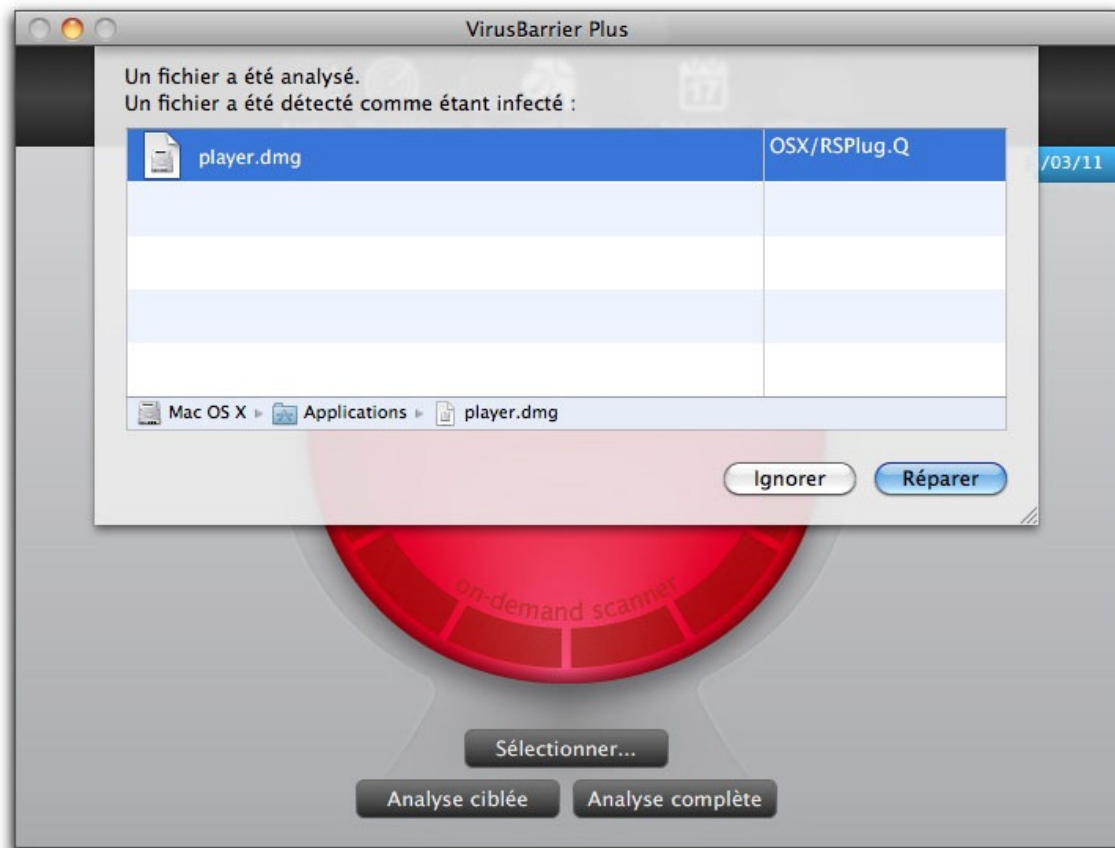 VirusBarrier Plus
Un fichier a été analysé.
Un fichier a été détecté comme étant infecté :
17
player.dmg OSX/RSPlug.Q
/03/11
Mac OS X ▸ Applications ▸ player.dmg
Ignorer Réparer
on-demand scanner
Sélectionner...
Analyse ciblée Analyse complète